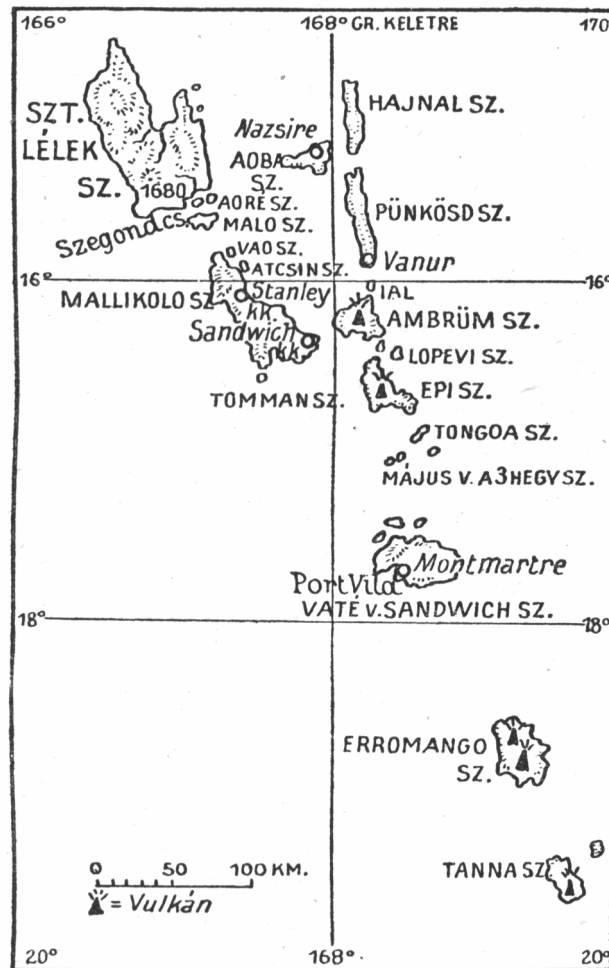 166°
168° GR. KELETRE
170
HAJNAL SZ.
SZT.
LÉLEK
SZ.
1680
Nazsire
AOBA
SZ.
AORÉ SZ.
PÜNKÖSD SZ.
Szegond cs.
MALO SZ.
VAO SZ.
Vanur
ATCSIN SZ.
16°
MALLIKOLO SZ
Stanley
kk.
IAL
AMBRÜM SZ.
Sandwich
kk.
LOPEVI SZ.
TOMMAN SZ.
EPI SZ.
TONGOA SZ.
MÁJUS V. A 3 HEGY SZ.
Montmartre
Port Vila
VATÉ V. SANDWICH SZ.
18°
18°
ERROMANGO
SZ.
0 50 100 KM.
TANNA SZ
= Vulkán
20°
168°
20°